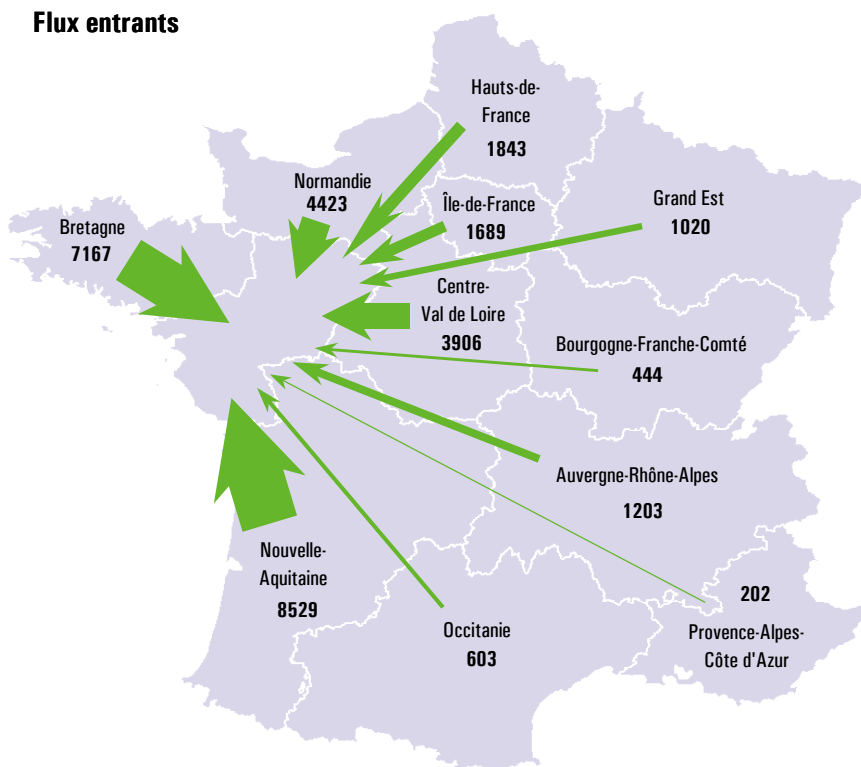 Flux entrants
Hauts-de-
France
1843
Normandie
4423
Île-de-France
1689
Grand Est
1020
Bretagne
7167
Centre-
Val de Loire
3906
Bourgogne-Franche-Comté
444
Auvergne-Rhône-Alpes
1203
Nouvelle-
Aquitaine
8529
Occitanie
603
202
Provence-Alpes-
Côte d'Azur